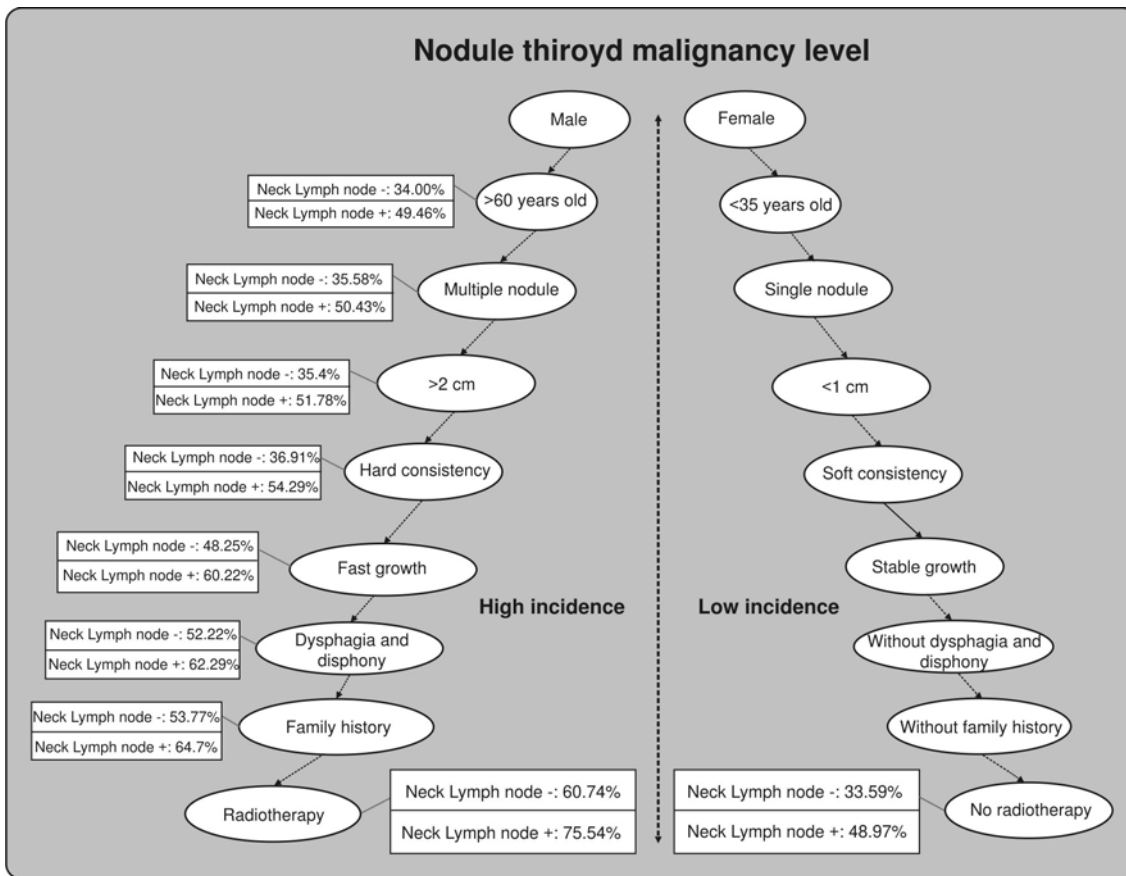 Nodule thiroyd malignancy level
Male
Female
Neck Lymph node -: 34.00%
Neck Lymph node +: 49.46%
>60 years old
<35 years old
Neck Lymph node -: 35.58%
Neck Lymph node +: 50.43%
Multiple nodule
Single nodule
Neck Lymph node -: 35.4%
Neck Lymph node +: 51.78%
>2 cm
<1 cm
Neck Lymph node -: 36.91%
Neck Lymph node +: 54.29%
Hard consistency
Soft consistency
Neck Lymph node -: 48.25%
Neck Lymph node +: 60.22%
Fast growth
Stable growth
High incidence
Low incidence
Neck Lymph node -: 52.22%
Neck Lymph node +: 62.29%
Dysphagia and
disphony
Without dysphagia and
disphony
Neck Lymph node -: 53.77%
Neck Lymph node +: 64.7%
Family history
Without family history
Radiotherapy
Neck Lymph node -: 60.74%
Neck Lymph node +: 75.54%
Neck Lymph node -: 33.59%
Neck Lymph node +: 48.97%
No radiotherapy